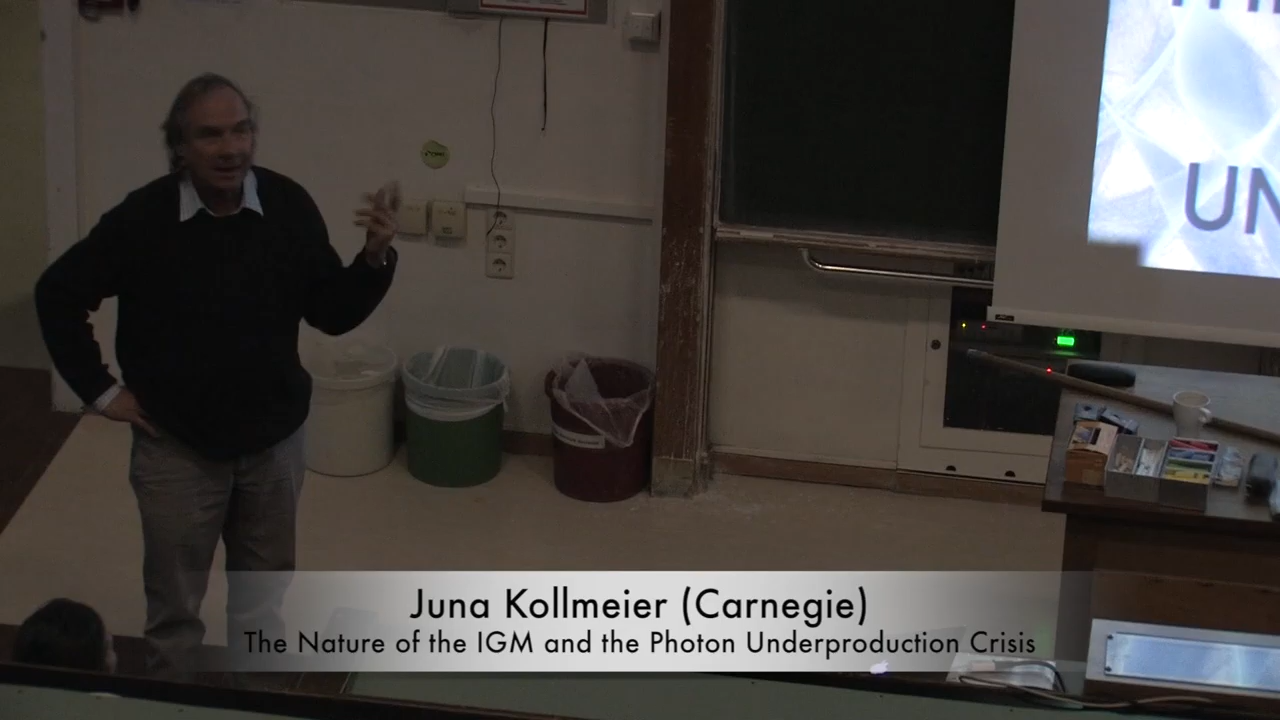 UN
Juna Kollmeier (Carnegie)
The Nature of the IGM and the Photon Underproduction Crisis